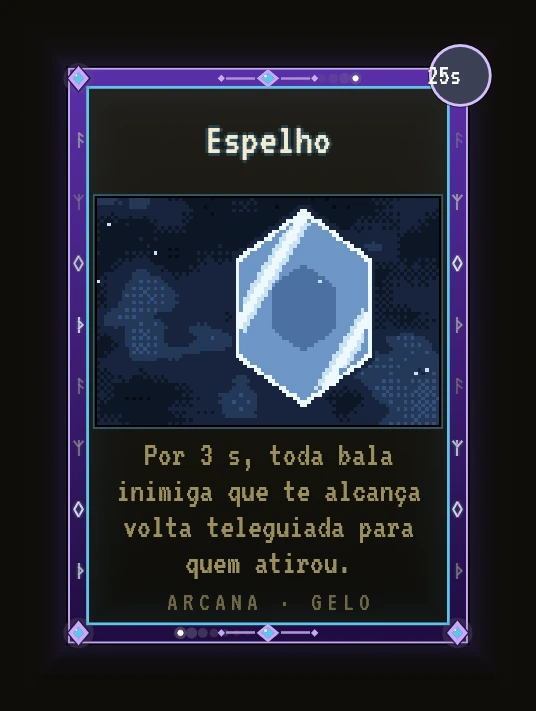 25s
Espelho
Por 3 s, toda bala
inimiga que te alcança
volta teleguiada para
quem atirou.
ARCANA · GELO